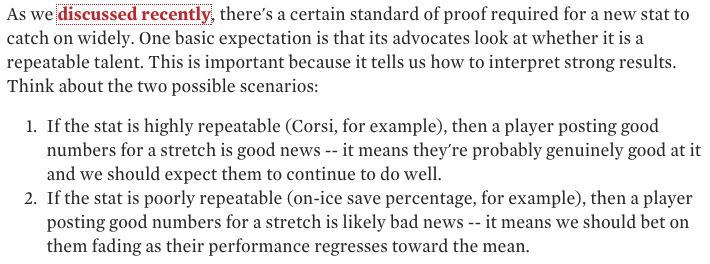 As we discussed recently, there's a certain standard of proof required for a new stat to
catch on widely. One basic expectation is that its advocates look at whether it is a
repeatable talent. This is important because it tells us how to interpret strong results.
Think about the two possible scenarios:
1. If the stat is highly repeatable (Corsi, for example), then a player posting good
numbers for a stretch is good news -- it means they're probably genuinely good at it
and we should expect them to continue to do well.
2. If the stat is poorly repeatable (on-ice save percentage, for example), then a player
posting good numbers for a stretch is likely bad news -- it means we should bet on
them fading as their performance regresses toward the mean.